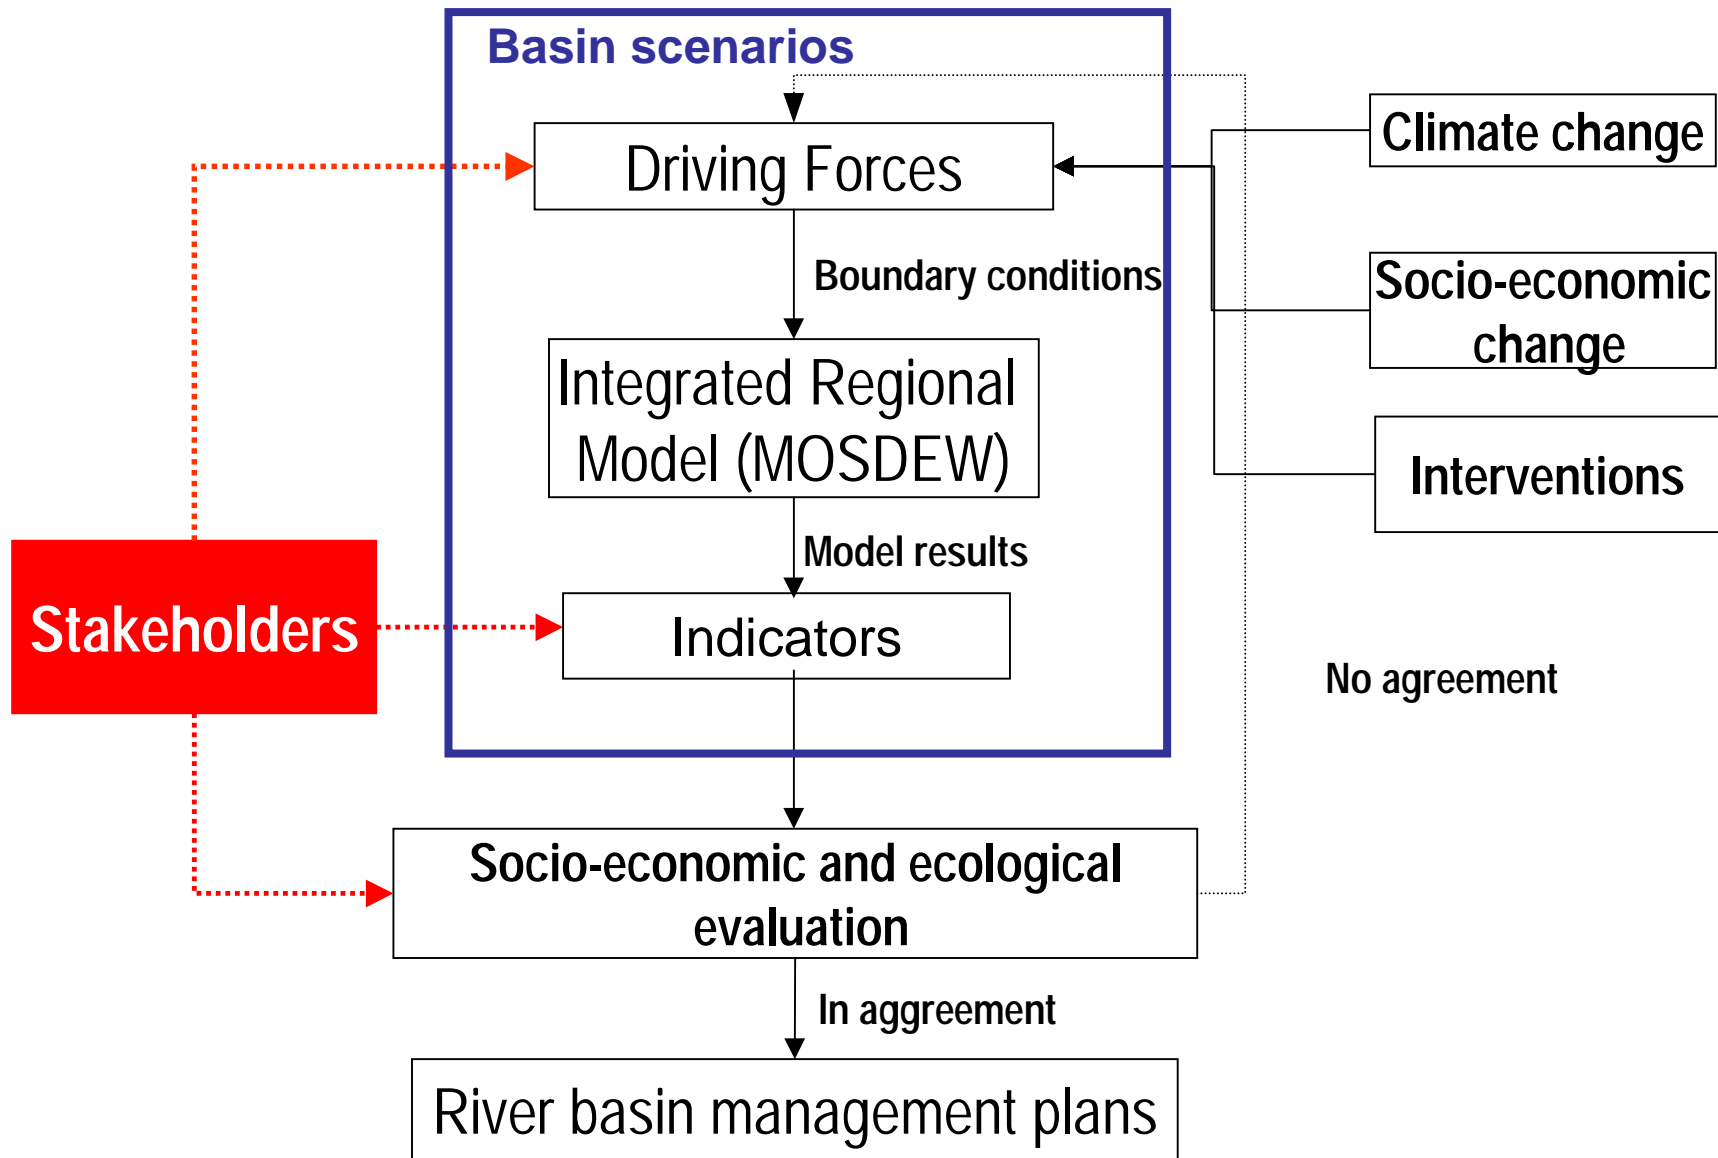 Basin scenarios
Driving Forces
Climate change
Boundary conditions
Socio-economic
change
Integrated Regional
Model (MOSDEW)
Interventions
Model results
Stakeholders
Indicators
No agreement
Socio-economic and ecological
evaluation
In aggreement
River basin management plans